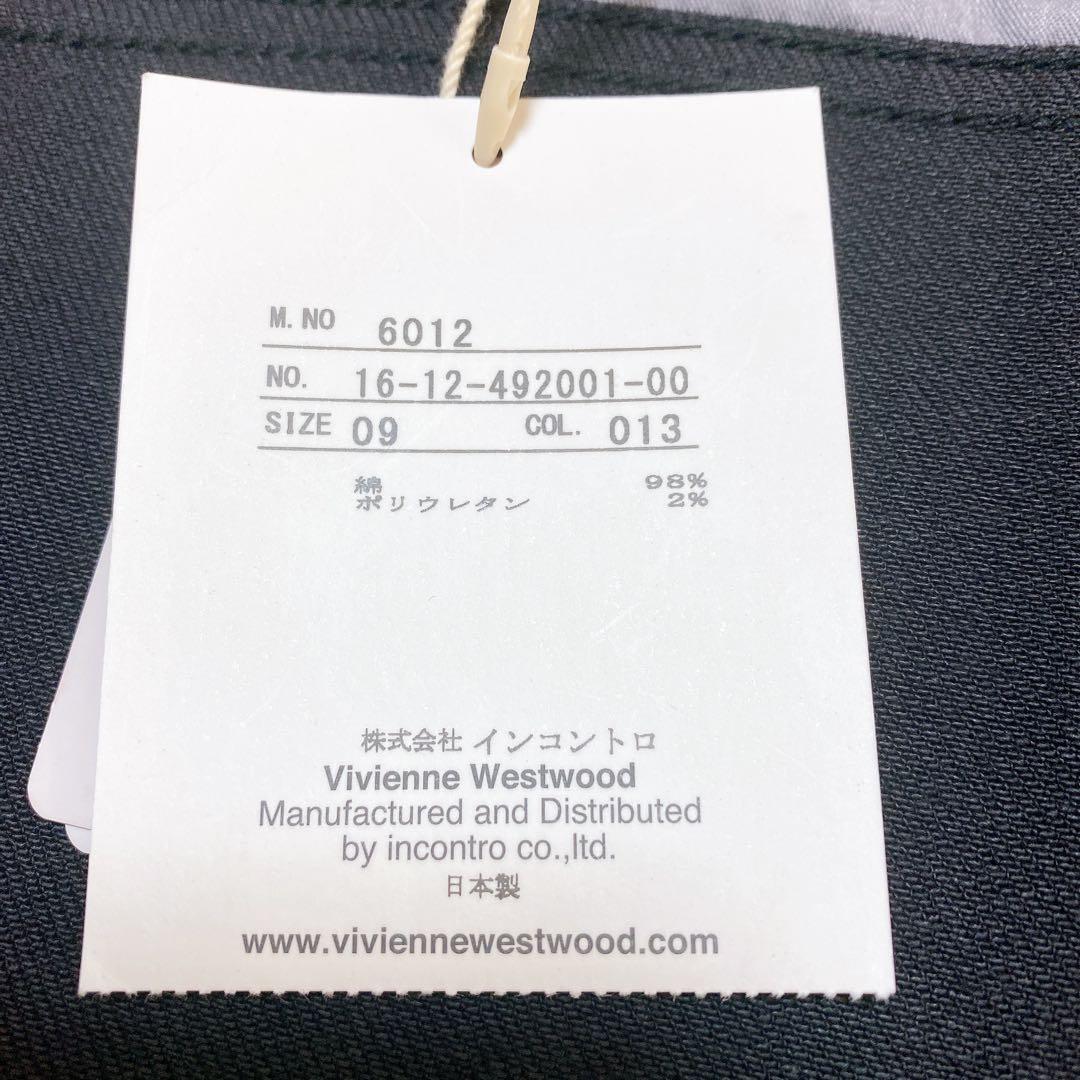 M.NO 6012
NO. 16-12-492001-00
SIZE 09 COL. 013
綿 98%
ポリウレタン 2%
株式会社 インコントロ
Vivienne Westwood
Manufactured and Distributed
by incontro co.,ltd.
日本製
www.viviennewestwood.com